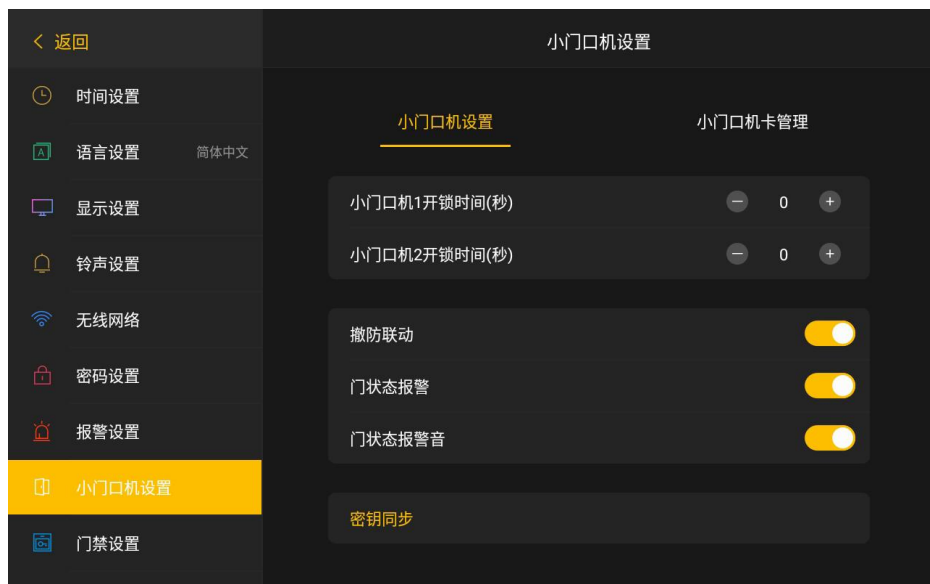 返回
小门口机设置
时间设置
语言设置 简体中文
显示设置
铃声设置
无线网络
密码设置
报警设置
小门口机设置
门禁设置
小门口机设置 小门口机卡管理
小门口机1开锁时间(秒) 0
小门口机2开锁时间(秒) 0
撤防联动
门状态报警
门状态报警音
密钥同步